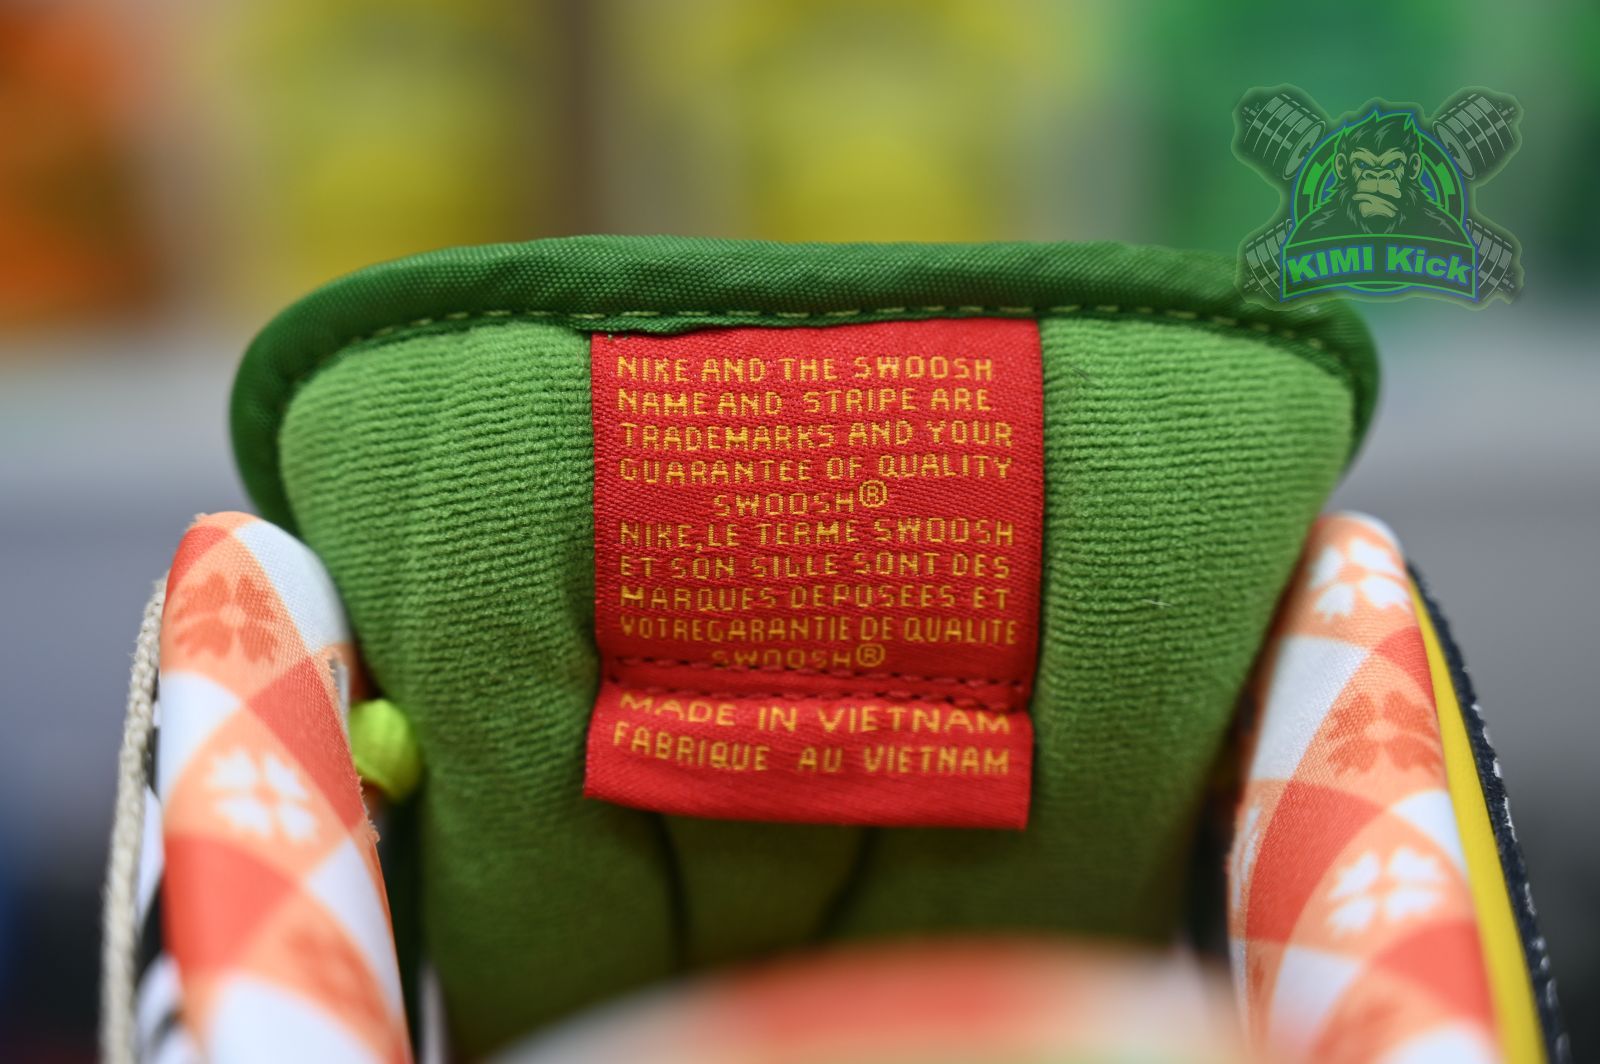 KIMI Kick
NIKE AND THE SWOOSH
NAME AND STRIPE ARE
TRADEMARKS AND YOUR
GUARANTEE OF QUALITY
SWOOSH®
NIKE,LE TERME SWOOSH
ET SON SILLE SONT DES
MARQUES DEPOSEES ET
VOTREGARANTIE DE QUALITE
SWOOSH®
MADE IN VIETNAM
FABRIQUE AU VIETNAM